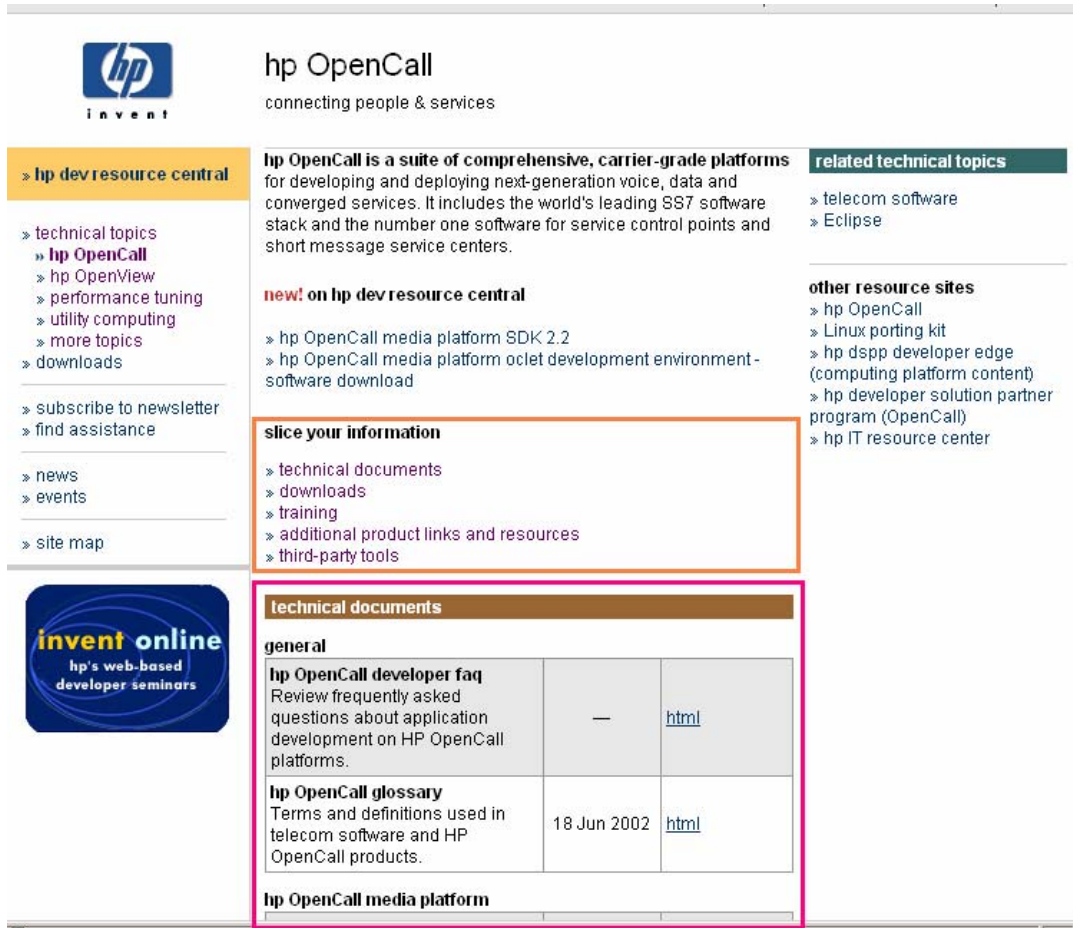 hp
invent
hp OpenCall
connecting people & services
» hp dev resource central
» technical topics
» hp OpenCall
» hp OpenView
» performance tuning
» utility computing
» more topics
» downloads
» subscribe to newsletter
» find assistance
» news
» events
» site map
invent online
hp's web-based
developer seminars
hp OpenCall is a suite of comprehensive, carrier-grade platforms
for developing and deploying next-generation voice, data and
converged services. It includes the world's leading SS7 software
stack and the number one software for service control points and
short message service centers.
new! on hp dev resource central
» hp OpenCall media platform SDK 2.2
» hp OpenCall media platform oclet development environment -
software download
slice your information
» technical documents
» downloads
» training
» additional product links and resources
» third-party tools
technical documents
general
hp OpenCall developer faq
Review frequently asked
questions about application
development on HP OpenCall
platforms.
— html
hp OpenCall glossary
Terms and definitions used in
telecom software and HP
OpenCall products.
18 Jun 2002 html
hp OpenCall media platform
related technical topics
» telecom software
» Eclipse
other resource sites
» hp OpenCall
» Linux porting kit
» hp dspp developer edge
(computing platform content)
» hp developer solution partner
program (OpenCall)
» hp IT resource center